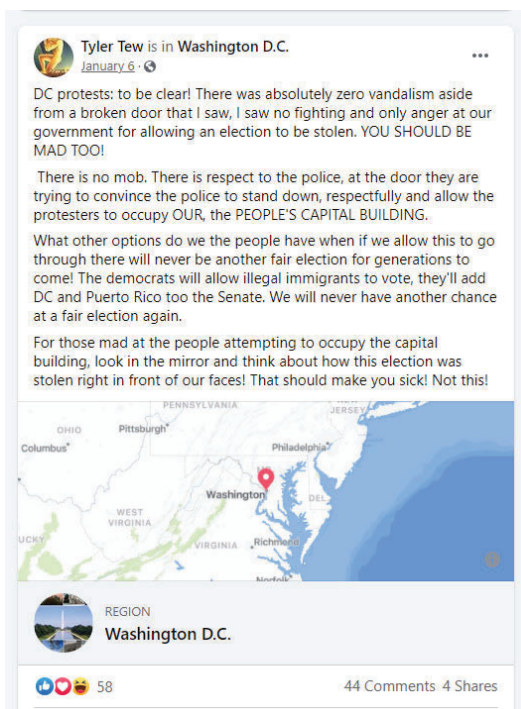 Tyler Tew is in Washington D.C.
January 6 ·
DC protests: to be clear! There was absolutely zero vandalism aside
from a broken door that I saw, I saw no fighting and only anger at our
government for allowing an election to be stolen. YOU SHOULD BE
MAD TOO!
There is no mob. There is respect to the police, at the door they are
trying to convince the police to stand down, respectfully and allow the
protesters to occupy OUR, the PEOPLE'S CAPITAL BUILDING.
What other options do we the people have when if we allow this to go
through there will never be another fair election for generations to
come! The democrats will allow illegal immigrants to vote, they'll add
DC and Puerto Rico too the Senate. We will never have another chance
at a fair election again.
For those mad at the people attempting to occupy the capital
building, look in the mirror and think about how this election was
stolen right in front of our faces! That should make you sick! Not this!
PENNSYLVANIA
JERSEY
OHIO
Pittsburgh
Columbus
Philadelphia
Washington
DEL.
WEST
VIRGINIA
UCKY
VIRGINIA
Richmond
Norfolk
REGION
Washington D.C.
58
44 Comments 4 Shares